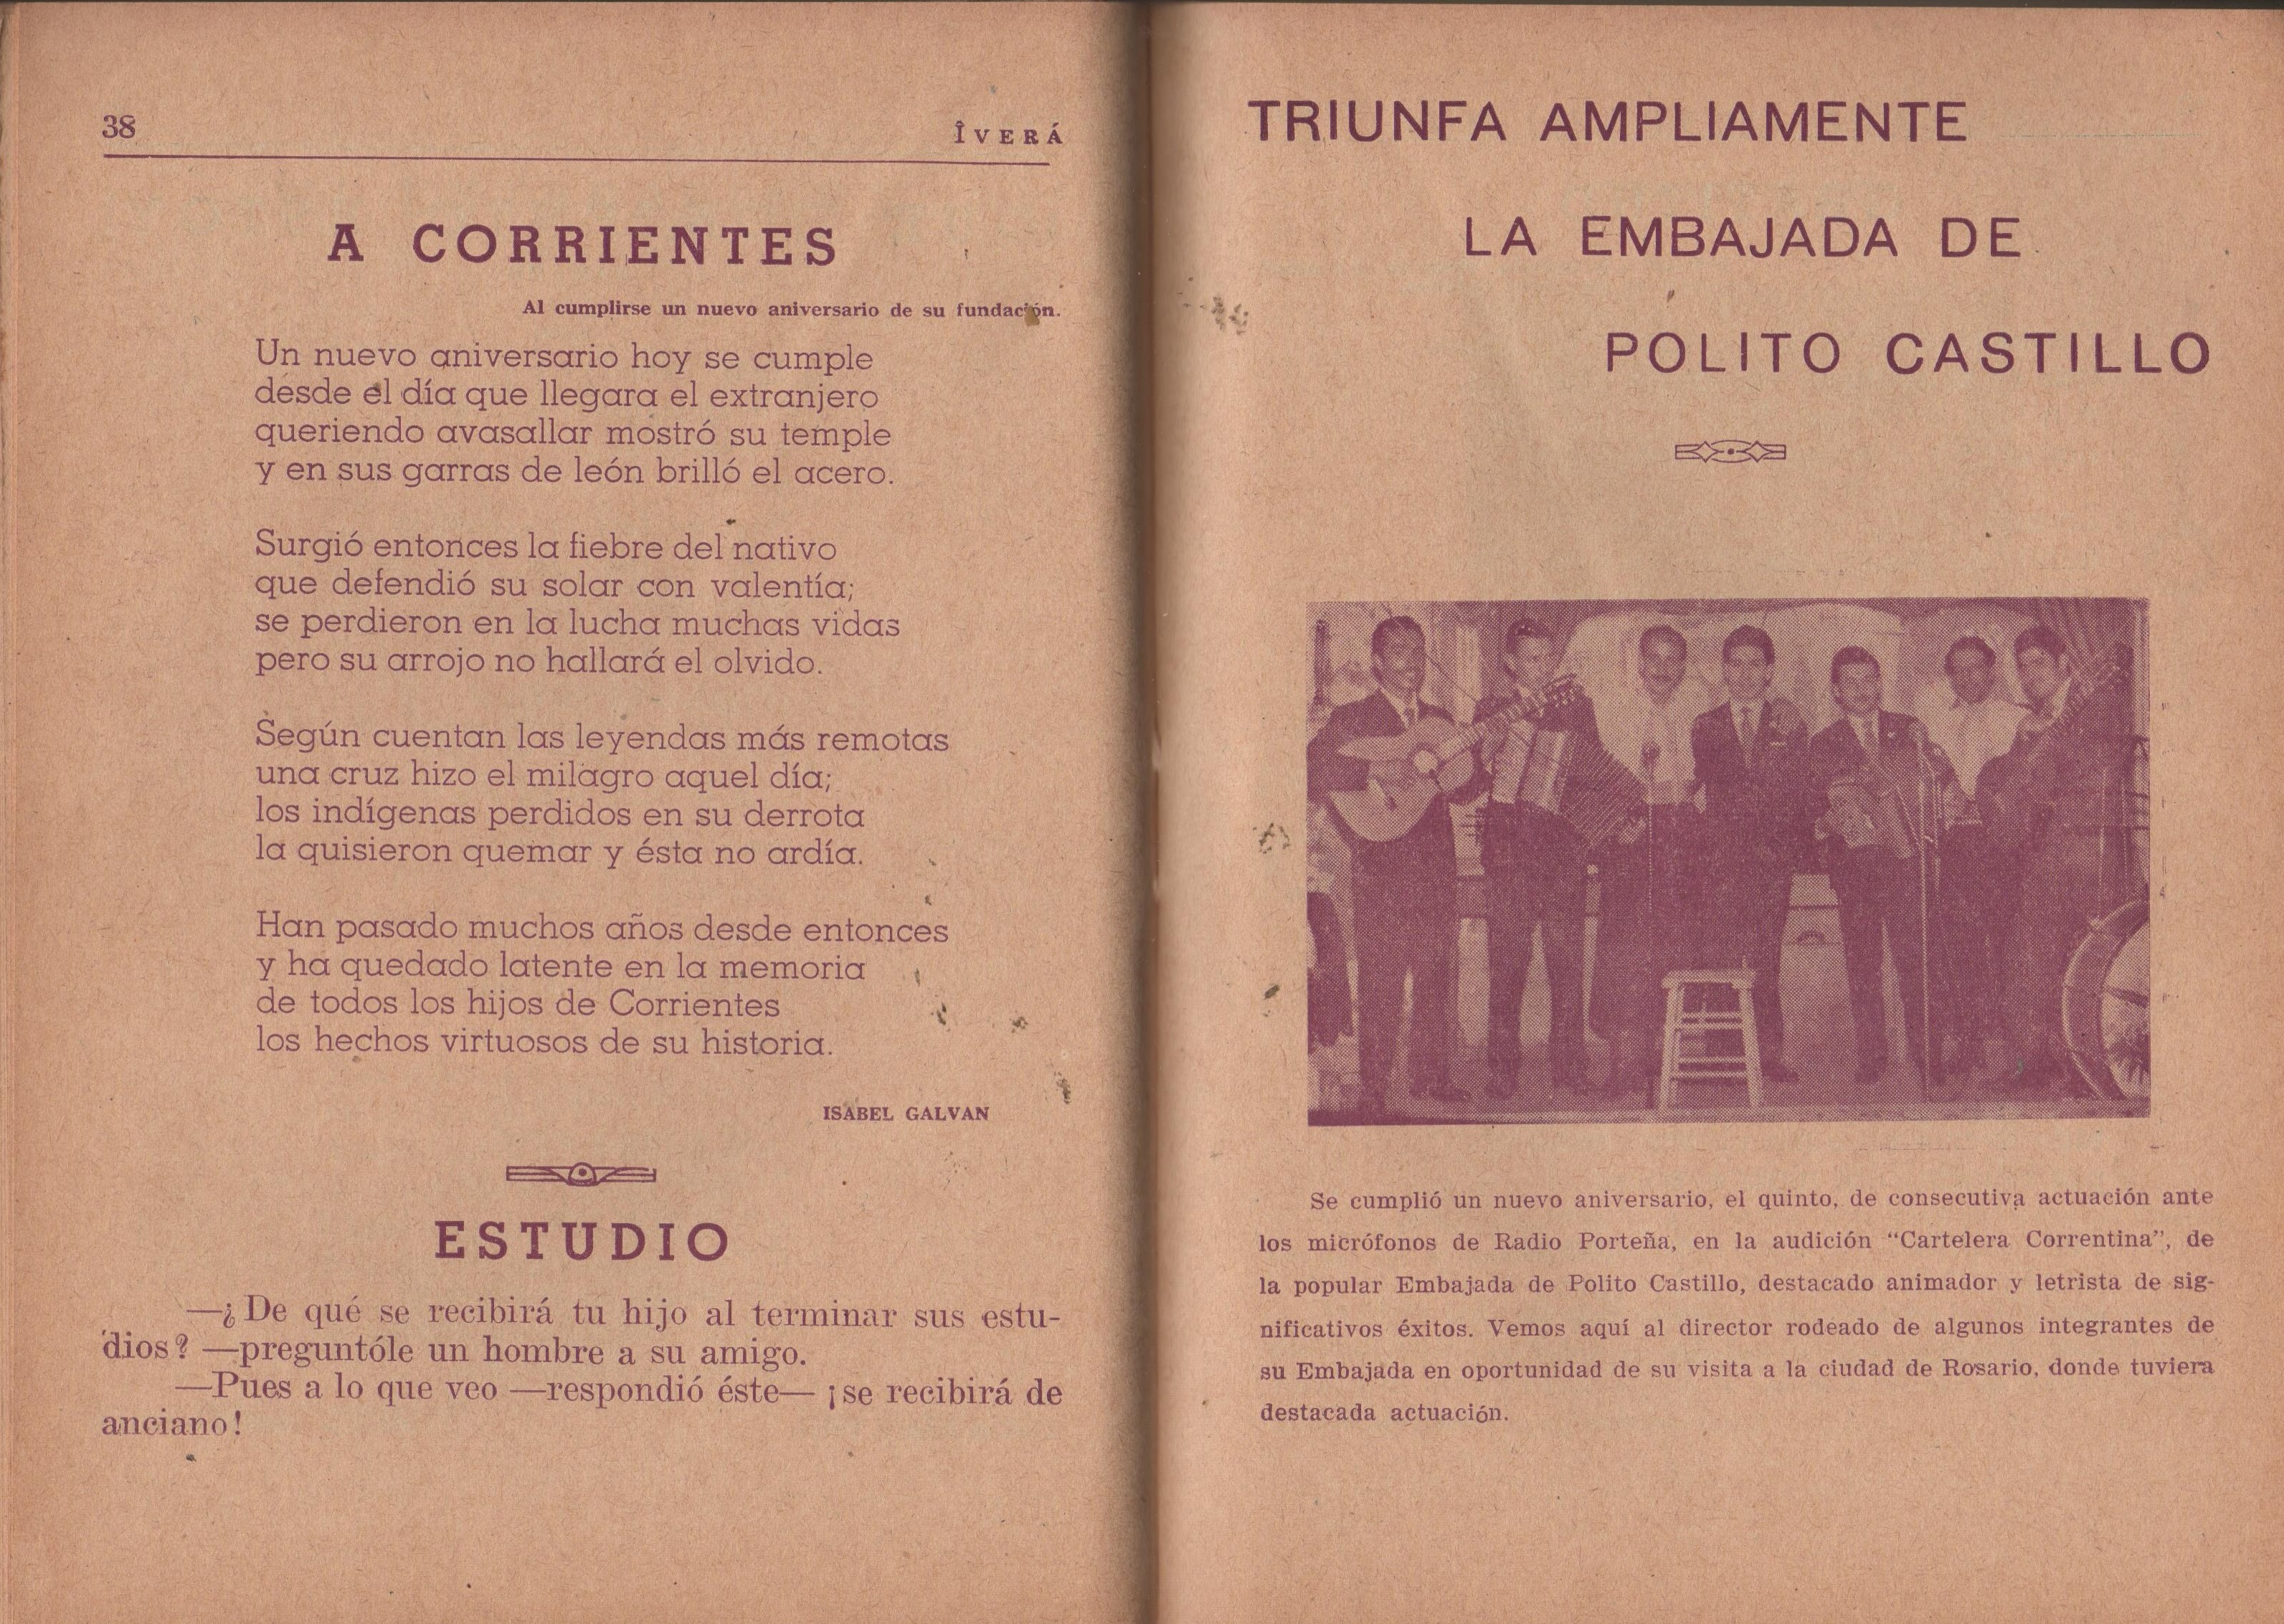 38
ÎVERÁ
A CORRIENTES
Al cumplirse un nuevo aniversario de su fundación.
Un nuevo aniversario hoy se cumple
desde el día que llegara el extranjero
queriendo avasallar mostró su temple
y en sus garras de león brilló el acero.
Surgió entonces la fiebre del nativo
que defendió su solar con valentía;
se perdieron en la lucha muchas vidas
pero su arrojo no hallará el olvido.
Según cuentan las leyendas más remotas
una cruz hizo el milagro aquel día;
los indígenas perdidos en su derrota
la quisieron quemar y ésta no ardía.
Han pasado muchos años desde entonces
y ha quedado latente en la memoria
de todos los hijos de Corrientes
los hechos virtuosos de su historia.
ISABEL GALVAN
ESTUDIO
—¿De qué se recibirá tu hijo al terminar sus estu-
dios? —preguntóle un hombre a su amigo.
—Pues a lo que veo —respondió éste— ¡se recibirá de
anciano!
TRIUNFA AMPLIAMENTE
LA EMBAJADA DE
POLITO CASTILLO
Se cumplió un nuevo aniversario, el quinto, de consecutiva actuación ante
los micrófonos de Radio Porteña, en la audición "Cartelera Correntina", de
la popular Embajada de Polito Castillo, destacado animador y letrista de sig-
nificativos éxitos. Vemos aquí al director rodeado de algunos integrantes de
su Embajada en oportunidad de su visita a la ciudad de Rosario, donde tuviera
destacada actuación.